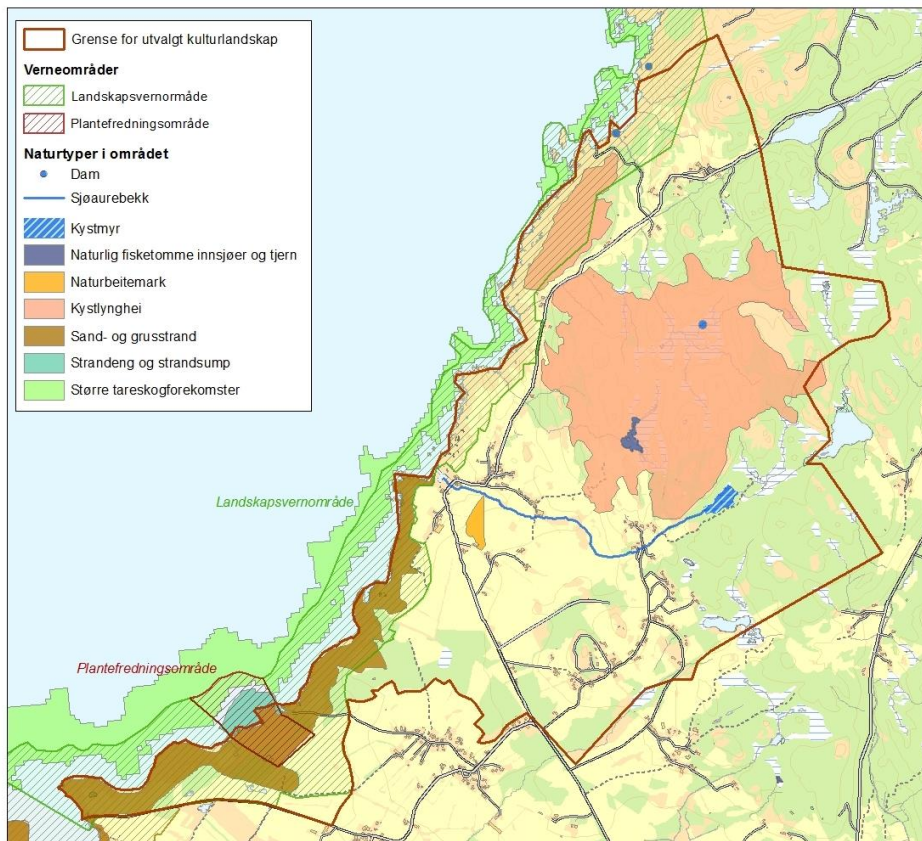 Grense for utvalgt kulturlandskap
Verneområder
Landskapsvernormåde
Plantefredningsområde
Naturtyper i området
Dam
Sjøaurebekk
Kystmyr
Naturlig fisketomme innsjøer og tjern
Naturbeitemark
Kystlynghei
Sand- og grusstrand
Strandeng og strandsump
Større tareskogforekomster
Landskapsvernområde
Plantefredningsområde